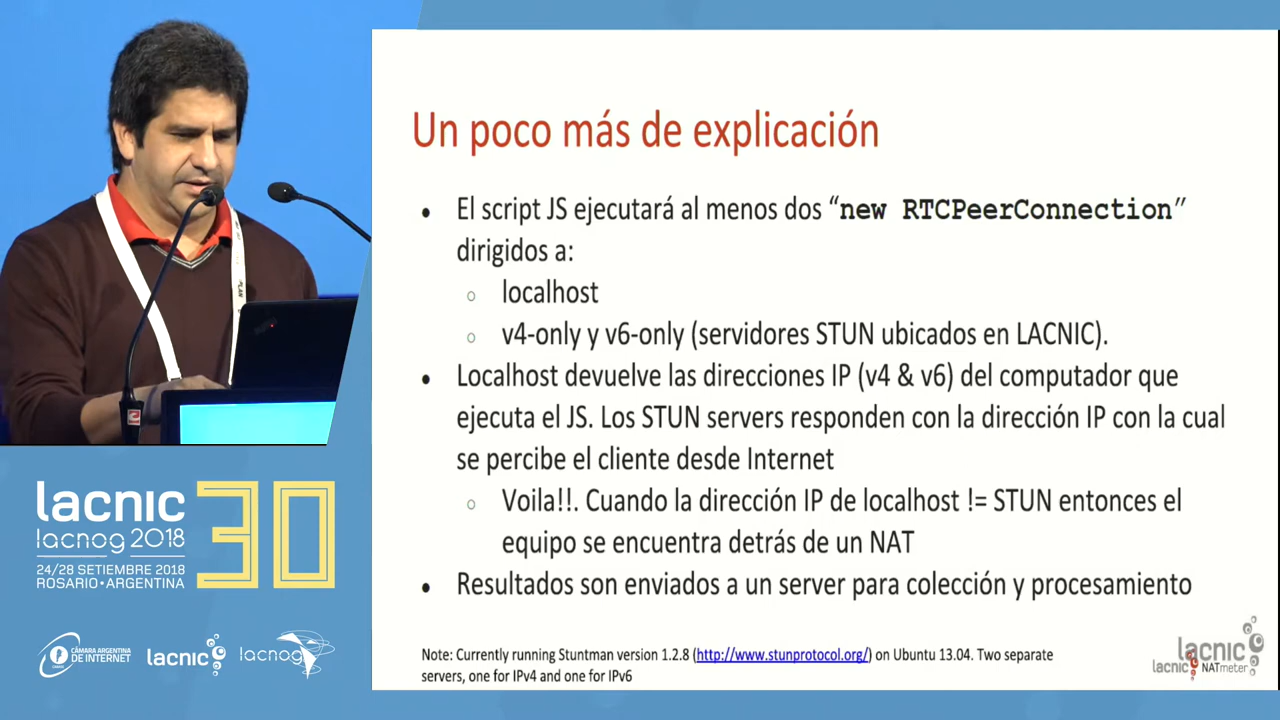 Un poco más de explicación
El script JS ejecutará al menos dos “new RTCPeerConnection”
dirigidos a:
localhost
v4-only y v6-only (servidores STUN ubicados en LACNIC).
Localhost devuelve las direcciones IP (v4 & v6) del computador que
ejecuta el JS. Los STUN servers responden con la dirección IP con la cual
se percibe el cliente desde Internet
Voila!!. Cuando la dirección IP de localhost != STUN entonces el
equipo se encuentra detrás de un NAT
Resultados son enviados a un server para colección y procesamiento
Note: Currently running Stuntman version 1.2.8 (http://www.stunprotocol.org/) on Ubuntu 13.04. Two separate
servers, one for IPv4 and one for IPv6
lacnic
lacnic NATmeter
PLAN
lacnic 30
lacnog 2018
24/28 SETIEMBRE 2018
ROSARIO • ARGENTINA
CÁMARA ARGENTINA
DE INTERNET
lacnic
lacnog